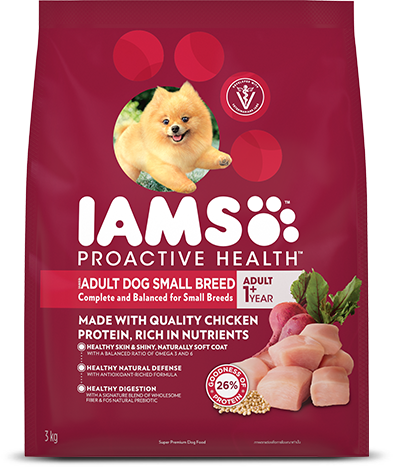 IAMS™
PROACTIVE HEALTH™
ADULT DOG SMALL BREED
Complete and Balanced for Small Breeds
ADULT
1+
YEAR
MADE WITH QUALITY CHICKEN
PROTEIN, RICH IN NUTRIENTS
HEALTHY SKIN & SHINY, NATURALLY SOFT COAT
WITH A BALANCED RATIO OF OMEGA 3 AND 6
HEALTHY NATURAL DEFENSE
WITH ANTIOXIDANT-RICHED FORMULA
HEALTHY DIGESTION
WITH A SIGNATURE BLEND OF WHOLESOME
FIBER & FOS NATURAL PREBIOTIC
GOODNESS OF
26%
PROTEIN
3 kg
Super Premium Dog Food